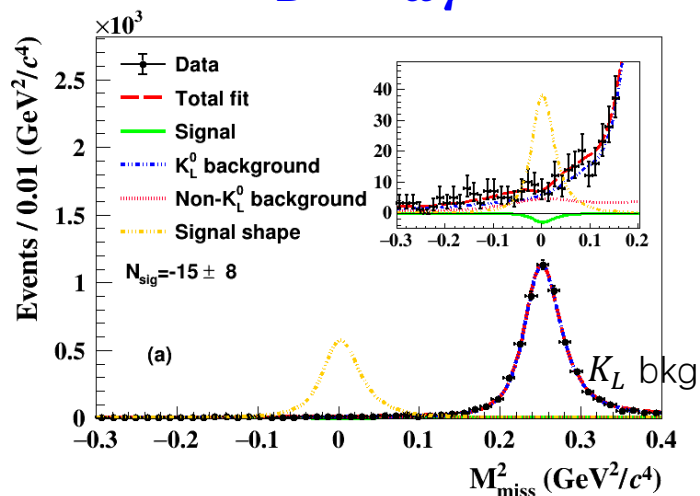 ×10³
Events / 0.01 (GeV²/c⁴)
2.5
2
1.5
1
0.5
0
Data
Total fit
Signal
K⁰_L background
Non-K⁰_L background
Signal shape
N_sig=-15 ± 8
(a)
40
30
20
10
0
−0.3 −0.2 −0.1 0 0.1 0.2
K_L bkg
−0.3 −0.2 −0.1 0 0.1 0.2 0.3 0.4
M²_miss (GeV²/c⁴)